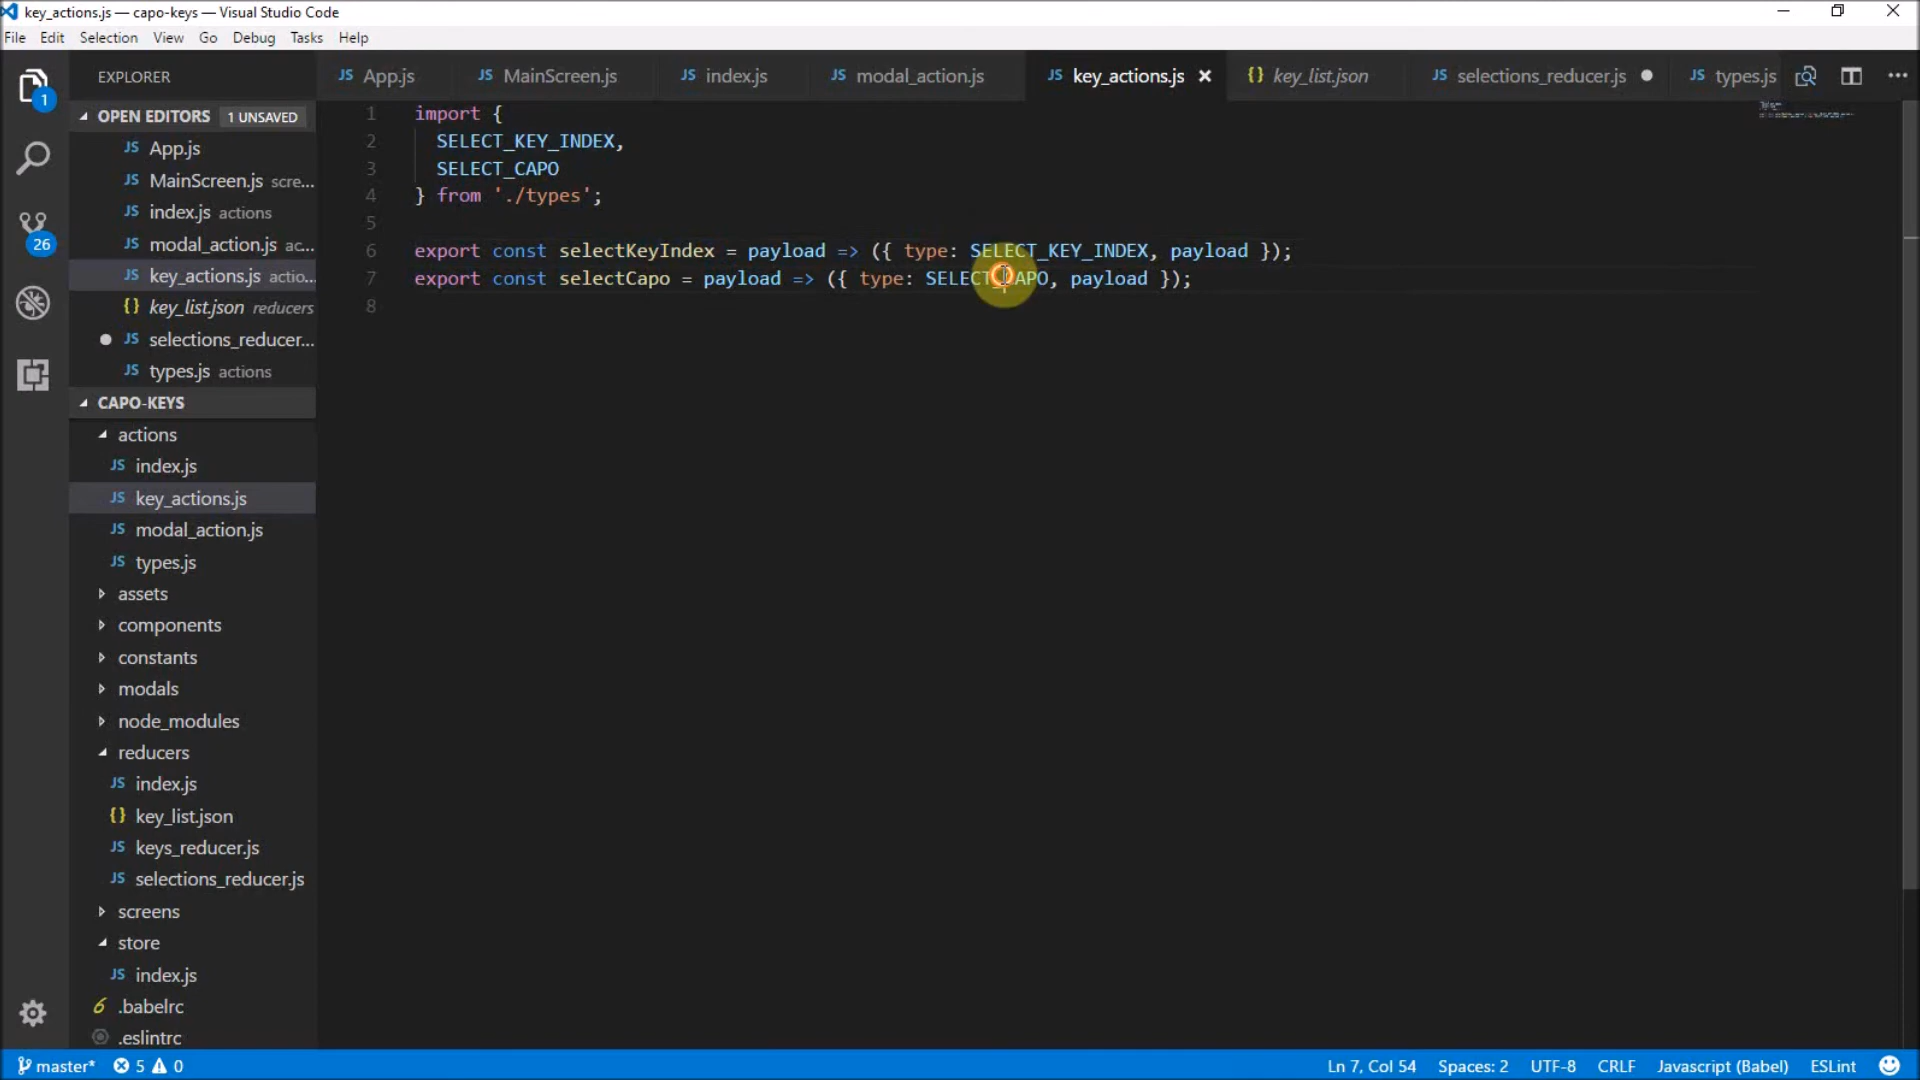 key_actions.js — capo-keys — Visual Studio Code
File Edit Selection View Go Debug Tasks Help
EXPLORER
App.js MainScreen.js index.js modal_action.js key_actions.js key_list.json selections_reducer.js types.js
OPEN EDITORS 1 UNSAVED
App.js
MainScreen.js scre...
index.js actions
modal_action.js ac...
key_actions.js actio...
key_list.json reducers
selections_reducer...
types.js actions
CAPO-KEYS
actions
index.js
key_actions.js
modal_action.js
types.js
assets
components
constants
modals
node_modules
reducers
index.js
key_list.json
keys_reducer.js
selections_reducer.js
screens
store
index.js
.babelrc
.eslintrc
1 import {
2 SELECT_KEY_INDEX,
3 SELECT_CAPO
4 } from './types';
5
6 export const selectKeyIndex = payload => ({ type: SELECT_KEY_INDEX, payload });
7 export const selectCapo = payload => ({ type: SELECT_CAPO, payload });
8
1
26
master* 5 0 Ln 7, Col 54 Spaces: 2 UTF-8 CRLF Javascript (Babel) ESLint